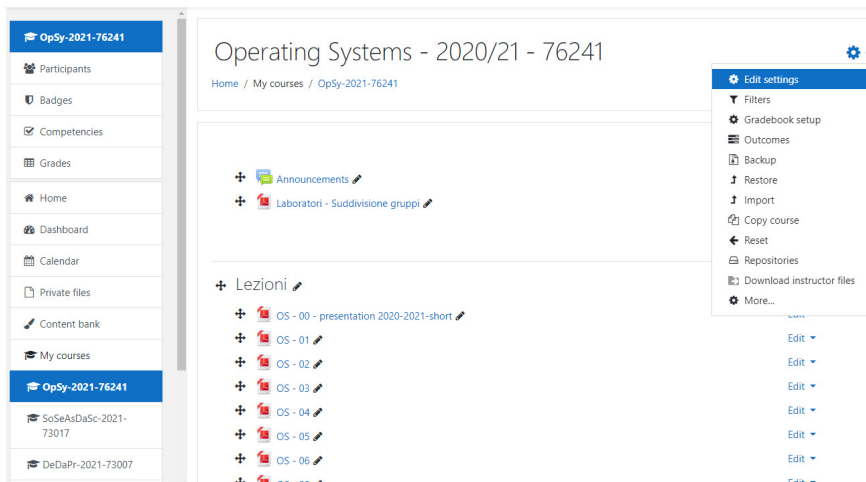 OpSy-2021-76241
Participants
Badges
Competencies
Grades
Home
Dashboard
Calendar
Private files
Content bank
My courses
OpSy-2021-76241
SoSeAsDaSc-2021-
73017
DeDaPr-2021-73007
Operating Systems - 2020/21 - 76241
Home / My courses / OpSy-2021-76241
Edit settings
Filters
Gradebook setup
Outcomes
Backup
Restore
Import
Copy course
Reset
Repositories
Download instructor files
More...
Announcements
Laboratori - Suddivisione gruppi
Lezioni
OS - 00 - presentation 2020-2021-short
Edit
OS - 01 Edit
OS - 02 Edit
OS - 03 Edit
OS - 04 Edit
OS - 05 Edit
OS - 06 Edit